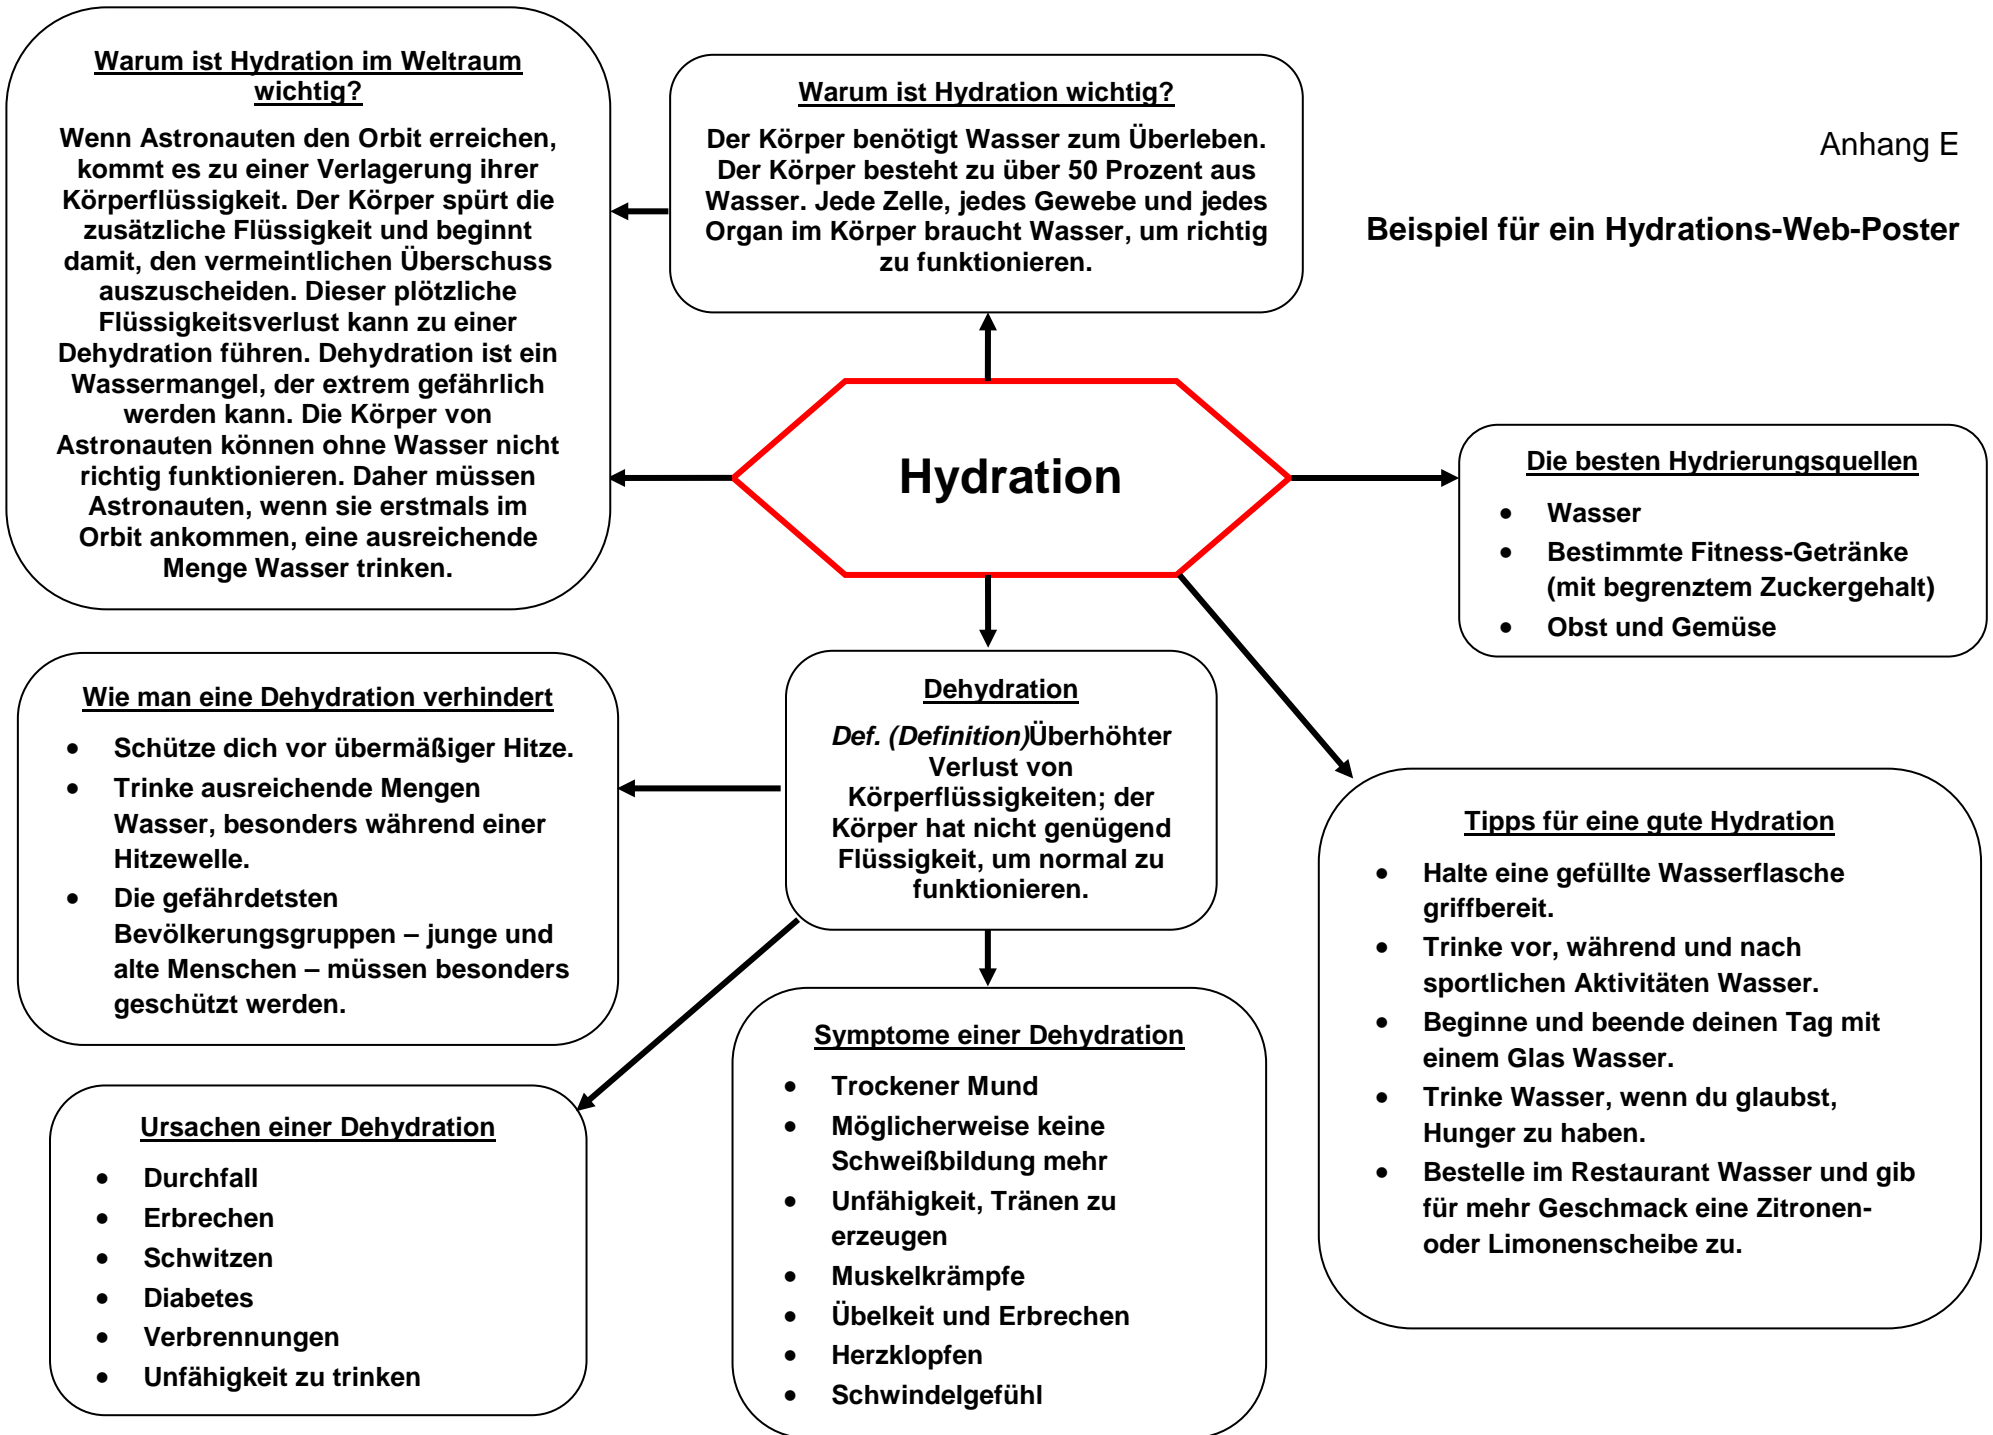 Anhang E
Beispiel für ein Hydrations-Web-Poster
Warum ist Hydration im Weltraum
wichtig?
Wenn Astronauten den Orbit erreichen,
kommt es zu einer Verlagerung ihrer
Körperflüssigkeit. Der Körper spürt die
zusätzliche Flüssigkeit und beginnt
damit, den vermeintlichen Überschuss
auszuscheiden. Dieser plötzliche
Flüssigkeitsverlust kann zu einer
Dehydration führen. Dehydration ist ein
Wassermangel, der extrem gefährlich
werden kann. Die Körper von
Astronauten können ohne Wasser nicht
richtig funktionieren. Daher müssen
Astronauten, wenn sie erstmals im
Orbit ankommen, eine ausreichende
Menge Wasser trinken.
Warum ist Hydration wichtig?
Der Körper benötigt Wasser zum Überleben.
Der Körper besteht zu über 50 Prozent aus
Wasser. Jede Zelle, jedes Gewebe und jedes
Organ im Körper braucht Wasser, um richtig
zu funktionieren.
Hydration
Die besten Hydrierungsquellen
• Wasser
• Bestimmte Fitness-Getränke
(mit begrenztem Zuckergehalt)
• Obst und Gemüse
Wie man eine Dehydration verhindert
• Schütze dich vor übermäßiger Hitze.
• Trinke ausreichende Mengen
Wasser, besonders während einer
Hitzewelle.
• Die gefährdetsten
Bevölkerungsgruppen – junge und
alte Menschen – müssen besonders
geschützt werden.
Dehydration
Def. (Definition)Überhöhter
Verlust von
Körperflüssigkeiten; der
Körper hat nicht genügend
Flüssigkeit, um normal zu
funktionieren.
Tipps für eine gute Hydration
• Halte eine gefüllte Wasserflasche
griffbereit.
• Trinke vor, während und nach
sportlichen Aktivitäten Wasser.
• Beginne und beende deinen Tag mit
einem Glas Wasser.
• Trinke Wasser, wenn du glaubst,
Hunger zu haben.
• Bestelle im Restaurant Wasser und gib
für mehr Geschmack eine Zitronen-
oder Limonenscheibe zu.
Ursachen einer Dehydration
• Durchfall
• Erbrechen
• Schwitzen
• Diabetes
• Verbrennungen
• Unfähigkeit zu trinken
Symptome einer Dehydration
• Trockener Mund
• Möglicherweise keine
Schweißbildung mehr
• Unfähigkeit, Tränen zu
erzeugen
• Muskelkrämpfe
• Übelkeit und Erbrechen
• Herzklopfen
• Schwindelgefühl